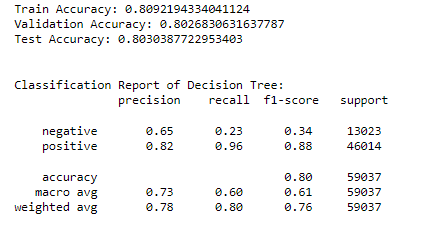 Train Accuracy: 0.8092194334041124
Validation Accuracy: 0.8026830631637787
Test Accuracy: 0.8030387722953403
Classification Report of Decision Tree:
precision recall f1-score support
negative 0.65 0.23 0.34 13023
positive 0.82 0.96 0.88 46014
accuracy 0.80 59037
macro avg 0.73 0.60 0.61 59037
weighted avg 0.78 0.80 0.76 59037